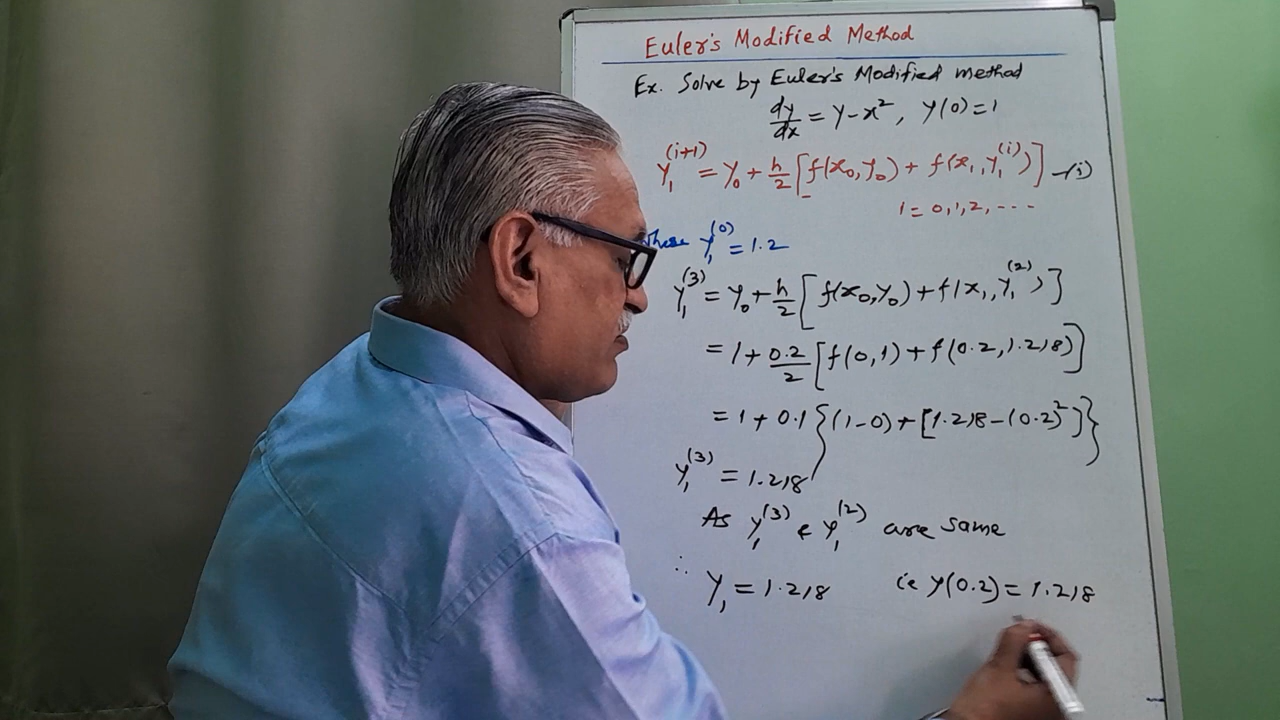 Euler's Modified Method
Ex. Solve by Euler's Modified method
dy/dx = y - x², y(0) = 1
y₁⁽ⁱ⁺¹⁾ = y₀ + h/2 [f(x₀, y₀) + f(x₁, y₁⁽ⁱ⁾)] -(i)
i = 0, 1, 2, ---
y₁⁽⁰⁾ = 1.2
y₁⁽³⁾ = y₀ + h/2 [f(x₀, y₀) + f(x₁, y₁⁽²⁾)]
= 1 + 0.2/2 [f(0, 1) + f(0.2, 1.218)]
= 1 + 0.1 {(1-0) + [1.218 - (0.2)²]}
y₁⁽³⁾ = 1.218
As y₁⁽³⁾ & y₁⁽²⁾ are same
∴ y₁ = 1.218 ie y(0.2) = 1.218